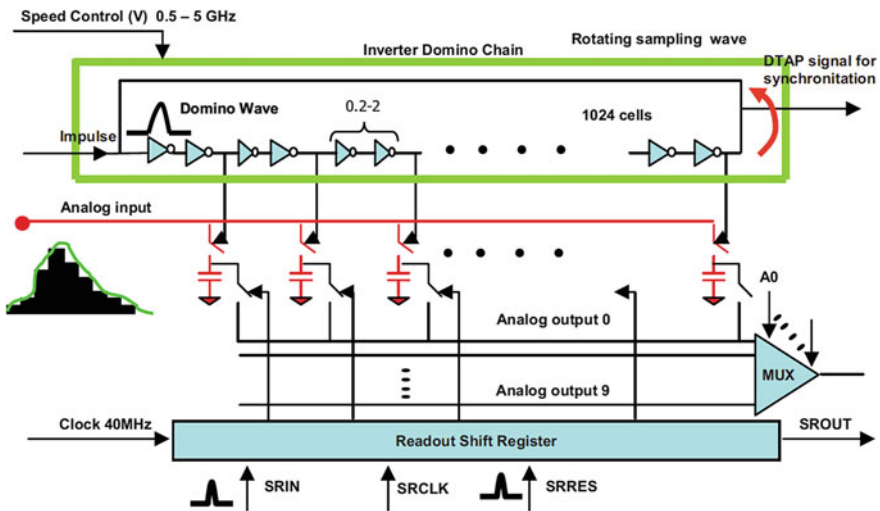 Speed Control (V) 0.5 – 5 GHz
Inverter Domino Chain
Rotating sampling wave
DTAP signal for
synchronitation
Domino Wave
0.2-2
1024 cells
Impulse
Analog input
A0
Analog output 0
MUX
Analog output 9
Clock 40MHz
Readout Shift Register
SROUT
SRIN
SRCLK
SRRES